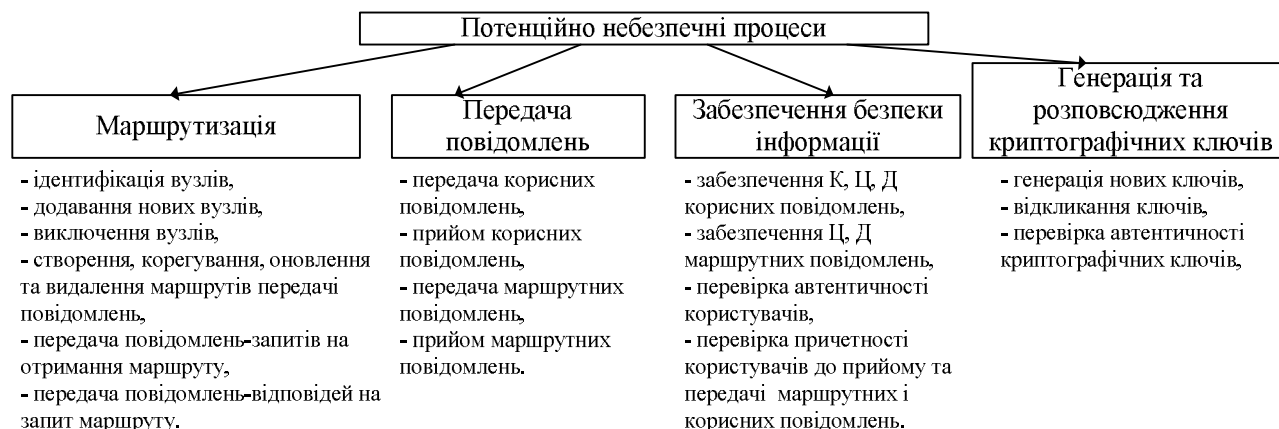 Потенційно небезпечні процеси
Маршрутизація
- ідентифікація вузлів,
- додавання нових вузлів,
- виключення вузлів,
- створення, корегування, оновлення
та видалення маршрутів передачі
повідомлень,
- передача повідомлень-запитів на
отримання маршруту,
- передача повідомлень-відповідей на
запит маршруту.
Передача
повідомлень
- передача корисних
повідомлень,
- прийом корисних
повідомлень,
- передача маршрутних
повідомлень,
- прийом маршрутних
повідомлень.
Забезпечення безпеки
інформації
- забезпечення К, Ц, Д
корисних повідомлень,
- забезпечення Ц, Д
маршрутних повідомлень,
- перевірка автентичності
користувачів,
- перевірка причетності
користувачів до прийому та
передачі маршрутних і
корисних повідомлень.
Генерація та
розповсюдження
криптографічних ключів
- генерація нових ключів,
- відкликання ключів,
- перевірка автентичності
криптографічних ключів,